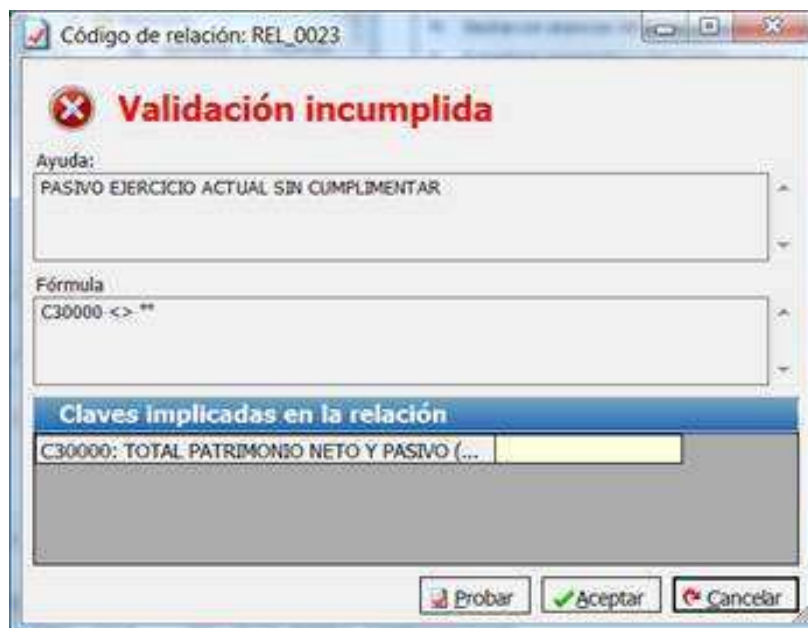 Código de relación: REL_0023
Validación incumplida
Ayuda:
PASIVO EJERCICIO ACTUAL SIN CUMPLIMENTAR
Fórmula
C30000 <> ""
Claves implicadas en la relación
C30000: TOTAL PATRIMONIO NETO Y PASIVO (...
Probar Aceptar Cancelar